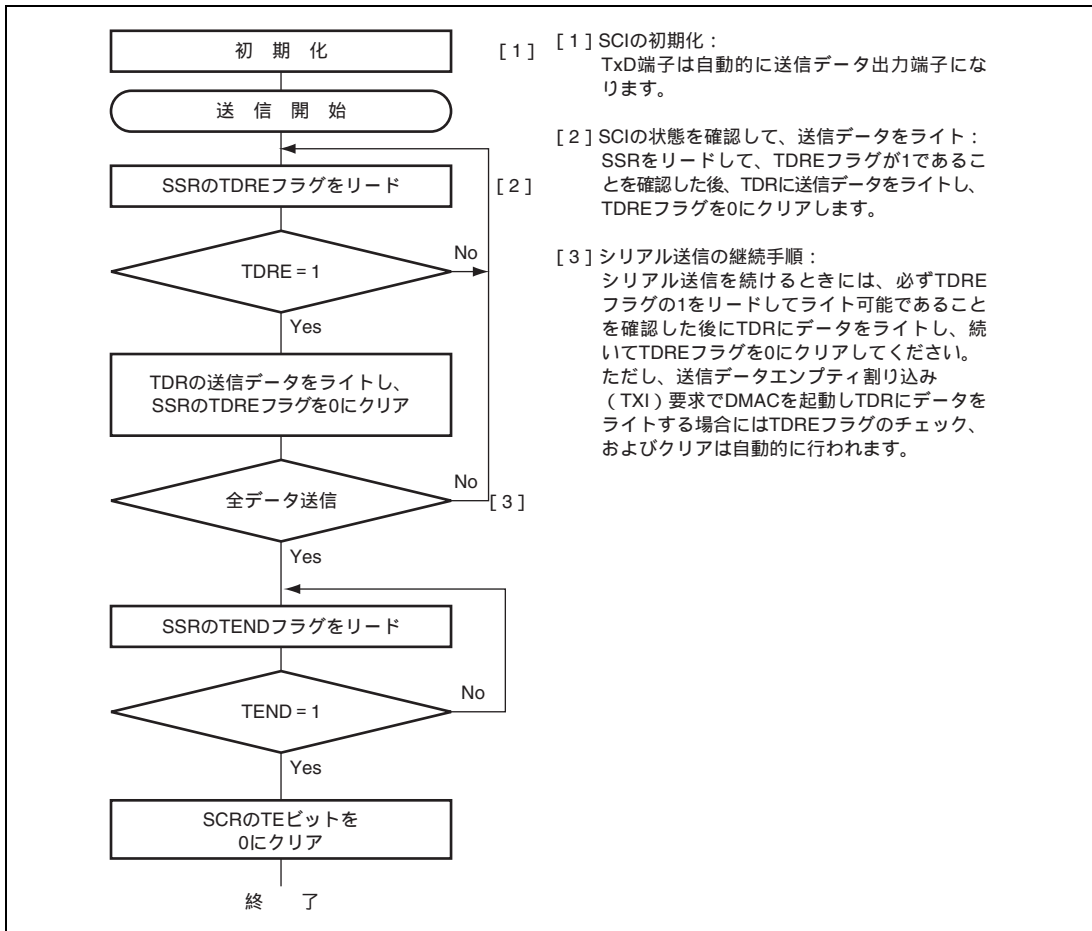 初 期 化
[ 1 ]
送 信 開 始
SSRのTDREフラグをリード
[ 2 ]
TDRE = 1
No
Yes
TDRの送信データをライトし、
SSRのTDREフラグを0にクリア
全データ送信
No
[ 3 ]
Yes
SSRのTENDフラグをリード
TEND = 1
No
Yes
SCRのTEビットを
0にクリア
終 了
[ 1 ] SCIの初期化：
TxD端子は自動的に送信データ出力端子にな
ります。
[ 2 ] SCIの状態を確認して、送信データをライト：
SSRをリードして、TDREフラグが1であるこ
とを確認した後、TDRに送信データをライトし、
TDREフラグを0にクリアします。
[ 3 ] シリアル送信の継続手順：
シリアル送信を続けるときには、必ずTDRE
フラグの1をリードしてライト可能であること
を確認した後にTDRにデータをライトし、続
いてTDREフラグを0にクリアしてください。
ただし、送信データエンプティ割り込み
（TXI）要求でDMACを起動しTDRにデータを
ライトする場合にはTDREフラグのチェック、
およびクリアは自動的に行われます。